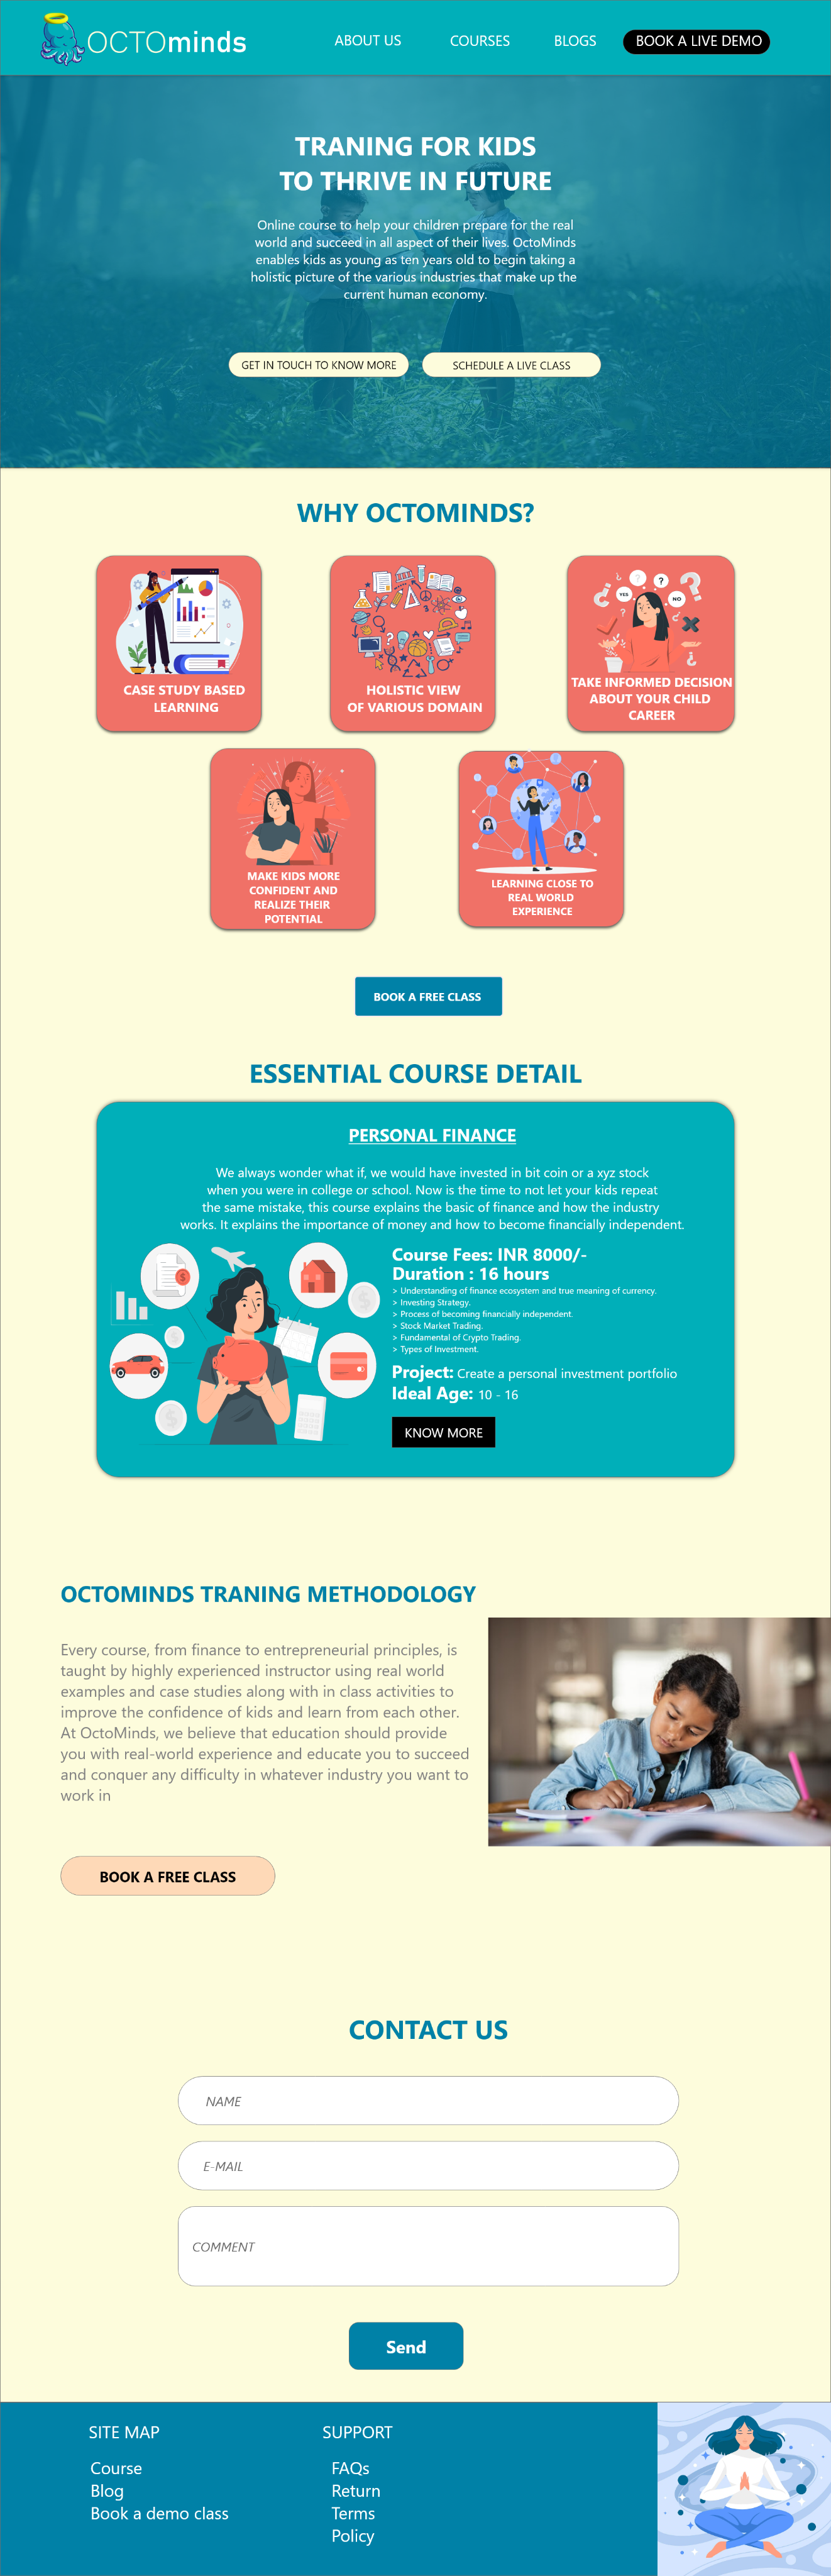 OCTOminds
ABOUT US
COURSES
BLOGS
BOOK A LIVE DEMO
TRANING FOR KIDS
TO THRIVE IN FUTURE
Online course to help your children prepare for the real
world and succeed in all aspect of their lives. OctoMinds
enables kids as young as ten years old to begin taking a
holistic picture of the various industries that make up the
current human economy.
GET IN TOUCH TO KNOW MORE
SCHEDULE A LIVE CLASS
WHY OCTOMINDS?
CASE STUDY BASED
LEARNING
HOLISTIC VIEW
OF VARIOUS DOMAIN
YES
NO
TAKE INFORMED DECISION
ABOUT YOUR CHILD
CAREER
MAKE KIDS MORE
CONFIDENT AND
REALIZE THEIR
POTENTIAL
LEARNING CLOSE TO
REAL WORLD
EXPERIENCE
BOOK A FREE CLASS
ESSENTIAL COURSE DETAIL
PERSONAL FINANCE
We always wonder what if, we would have invested in bit coin or a xyz stock
when you were in college or school. Now is the time to not let your kids repeat
the same mistake, this course explains the basic of finance and how the industry
works. It explains the importance of money and how to become financially independent.
Course Fees: INR 8000/-
Duration : 16 hours
> Understanding of finance ecosystem and true meaning of currency.
> Investing Strategy.
> Process of becoming financially independent.
> Stock Market Trading.
> Fundamental of Crypto Trading.
> Types of Investment.
Project: Create a personal investment portfolio
Ideal Age: 10 - 16
KNOW MORE
OCTOMINDS TRANING METHODOLOGY
Every course, from finance to entrepreneurial principles, is
taught by highly experienced instructor using real world
examples and case studies along with in class activities to
improve the confidence of kids and learn from each other.
At OctoMinds, we believe that education should provide
you with real-world experience and educate you to succeed
and conquer any difficulty in whatever industry you want to
work in
BOOK A FREE CLASS
CONTACT US
NAME
E-MAIL
COMMENT
Send
SITE MAP
Course
Blog
Book a demo class
SUPPORT
FAQs
Return
Terms
Policy